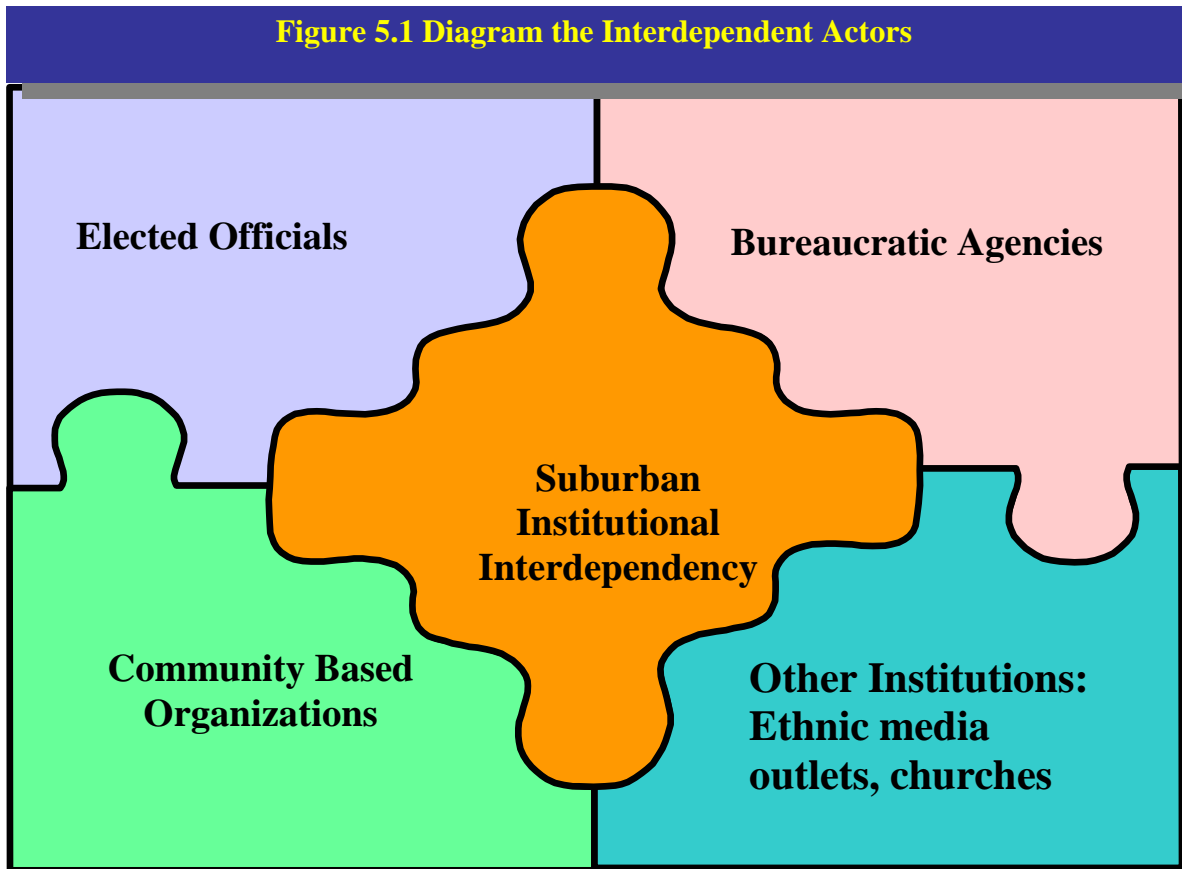 Figure 5.1 Diagram the Interdependent Actors
Elected Officials
Bureaucratic Agencies
Suburban
Institutional
Interdependency
Community Based
Organizations
Other Institutions:
Ethnic media
outlets, churches